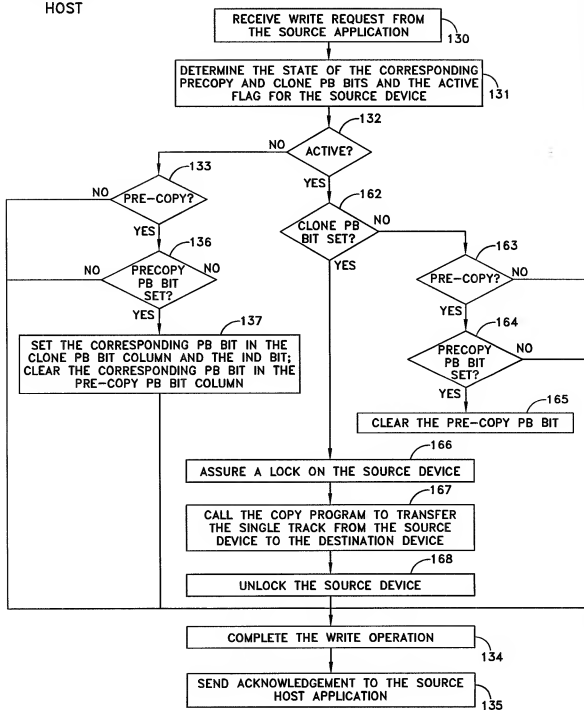 HOST
RECEIVE WRITE REQUEST FROM
THE SOURCE APPLICATION
130
DETERMINE THE STATE OF THE CORRESPONDING
PRECOPY AND CLONE PB BITS AND THE ACTIVE
FLAG FOR THE SOURCE DEVICE
131
132
ACTIVE?
NO
YES
133
PRE-COPY?
NO
YES
162
CLONE PB
BIT SET?
NO
YES
136
PRECOPY
PB BIT
SET?
NO
NO
YES
163
PRE-COPY?
NO
YES
137
SET THE CORRESPONDING PB BIT IN THE
CLONE PB BIT COLUMN AND THE IND BIT;
CLEAR THE CORRESPONDING PB BIT IN THE
PRE-COPY PB BIT COLUMN
164
PRECOPY
PB BIT
SET?
NO
YES
165
CLEAR THE PRE-COPY PB BIT
166
ASSURE A LOCK ON THE SOURCE DEVICE
167
CALL THE COPY PROGRAM TO TRANSFER
THE SINGLE TRACK FROM THE SOURCE
DEVICE TO THE DESTINATION DEVICE
168
UNLOCK THE SOURCE DEVICE
COMPLETE THE WRITE OPERATION
134
SEND ACKNOWLEDGEMENT TO THE SOURCE
HOST APPLICATION
135